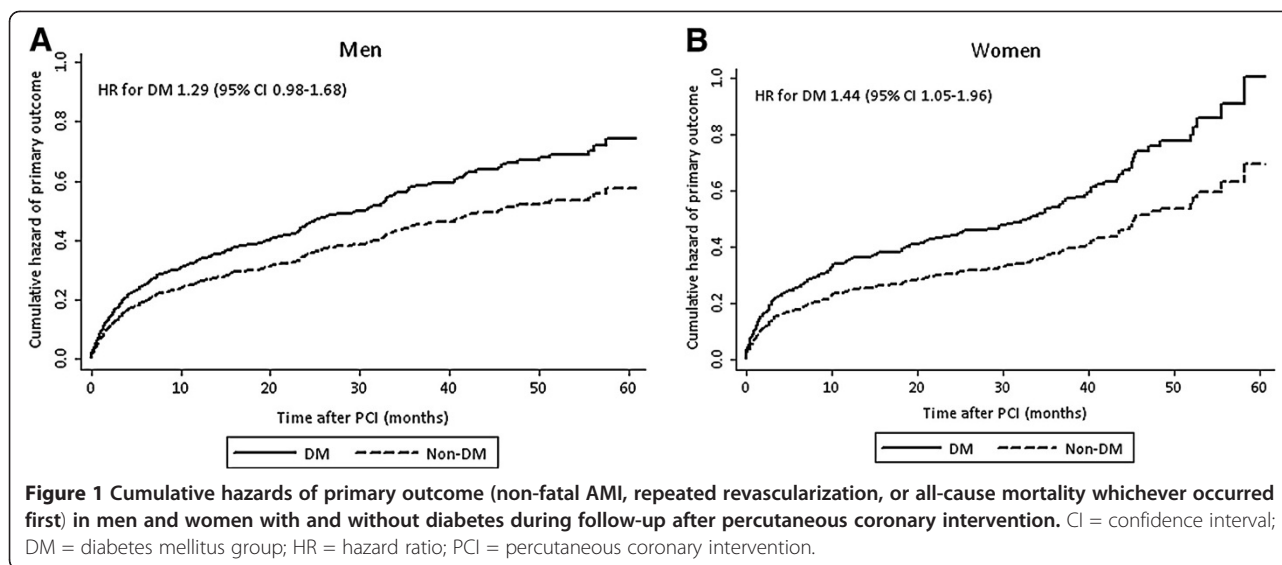 A
Men
HR for DM 1.29 (95% CI 0.98-1.68)
Cumulative hazard of primary outcome
1.0
0.8
0.6
0.4
0.2
0.0
0 10 20 30 40 50 60
Time after PCI (months)
DM Non-DM
B
Women
HR for DM 1.44 (95% CI 1.05-1.96)
Cumulative hazard of primary outcome
1.0
0.8
0.6
0.4
0.2
0.0
0 10 20 30 40 50 60
Time after PCI (months)
DM Non-DM
Figure 1 Cumulative hazards of primary outcome (non-fatal AMI, repeated revascularization, or all-cause mortality whichever occurred
first) in men and women with and without diabetes during follow-up after percutaneous coronary intervention. CI = confidence interval;
DM = diabetes mellitus group; HR = hazard ratio; PCI = percutaneous coronary intervention.